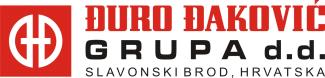 ĐURO ĐAKOVIĆ
GRUPA d.d.
SLAVONSKI BROD, HRVATSKA